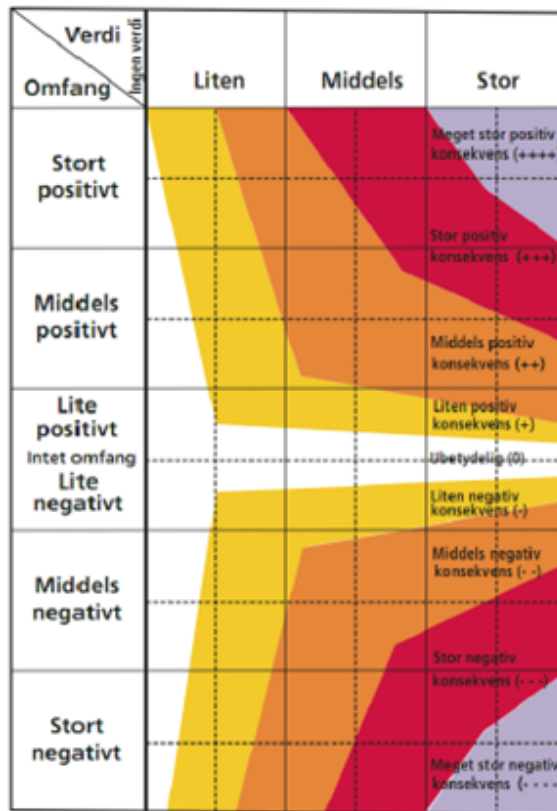 Verdi
Omfang
Ingen verdi
Liten
Middels
Stor
Stort
positivt
Meget stor positiv
konsekvens (++++
Stor positiv
konsekvens (+++)
Middels
positivt
Middels positiv
konsekvens (++)
Lite
positivt
Liten positiv
konsekvens (+)
Intet omfang
Ubetydelig (0)
Lite
negativt
Liten negativ
konsekvens (-)
Middels
negativt
Middels negativ
konsekvens (- -)
Stor negativ
konsekvens (- - -)
Stort
negativt
Meget stor negativ
konsekvens (- - - -